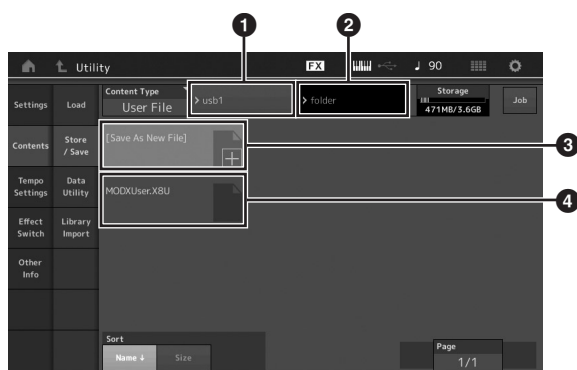 1
2
Utility
FX
90
Settings
Load
Content Type
User File
usb1
folder
Storage
471MB/3.6GB
Job
Contents
Store / Save
[Save As New File]
3
Tempo Settings
Data Utility
MODXUser.X8U
4
Effect Switch
Library Import
Other Info
Sort
Name ↓
Size
Page
1/1